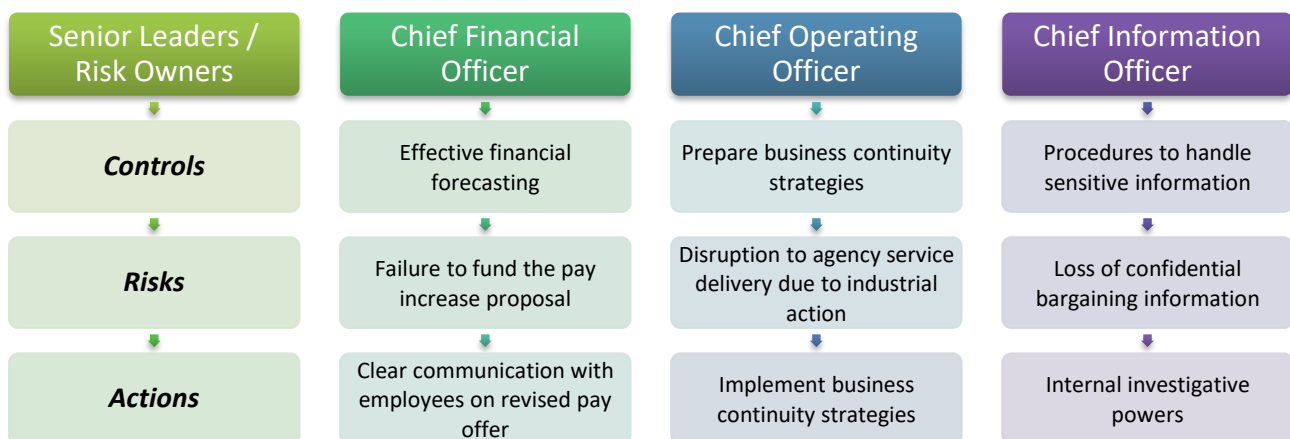 Senior Leaders /
Risk Owners
Chief Financial
Officer
Chief Operating
Officer
Chief Information
Officer
Controls
Effective financial
forecasting
Prepare business continuity
strategies
Procedures to handle
sensitive information
Risks
Failure to fund the pay
increase proposal
Disruption to agency service
delivery due to industrial
action
Loss of confidential
bargaining information
Actions
Clear communication with
employees on revised pay
offer
Implement business
continuity strategies
Internal investigative
powers